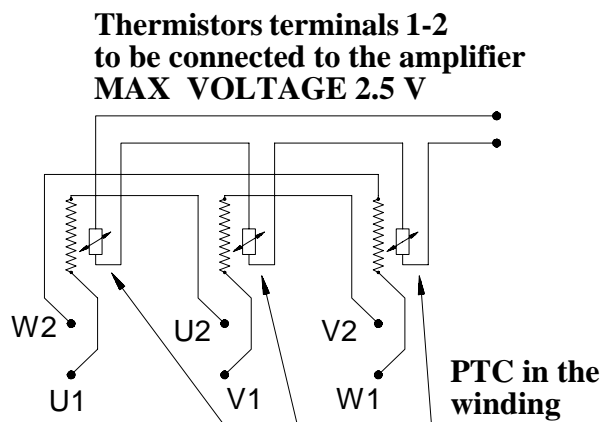 Thermistors terminals 1-2
to be connected to the amplifier
MAX VOLTAGE 2.5 V
W2
U2
V2
U1
V1
W1
PTC in the
winding